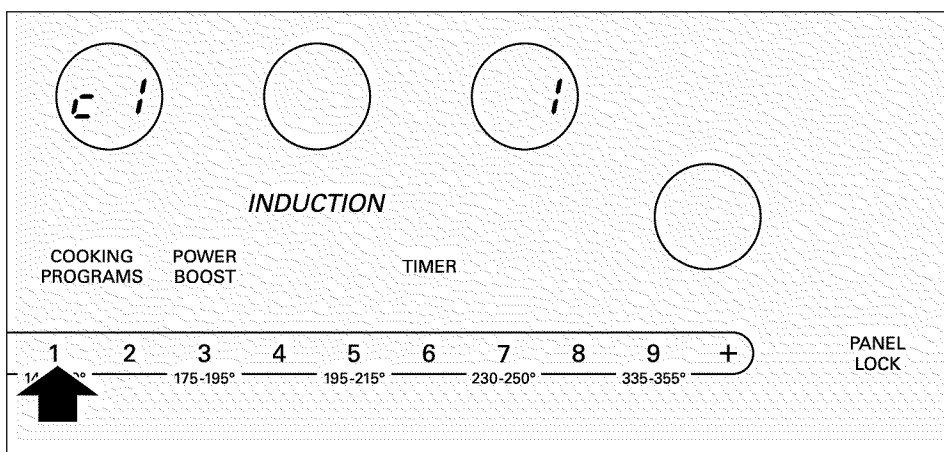 c 1
1
INDUCTION
COOKING PROGRAMS
POWER BOOST
TIMER
1 2 3 4 5 6 7 8 9 +
175-195° 195-215° 230-250° 335-355°
PANEL LOCK